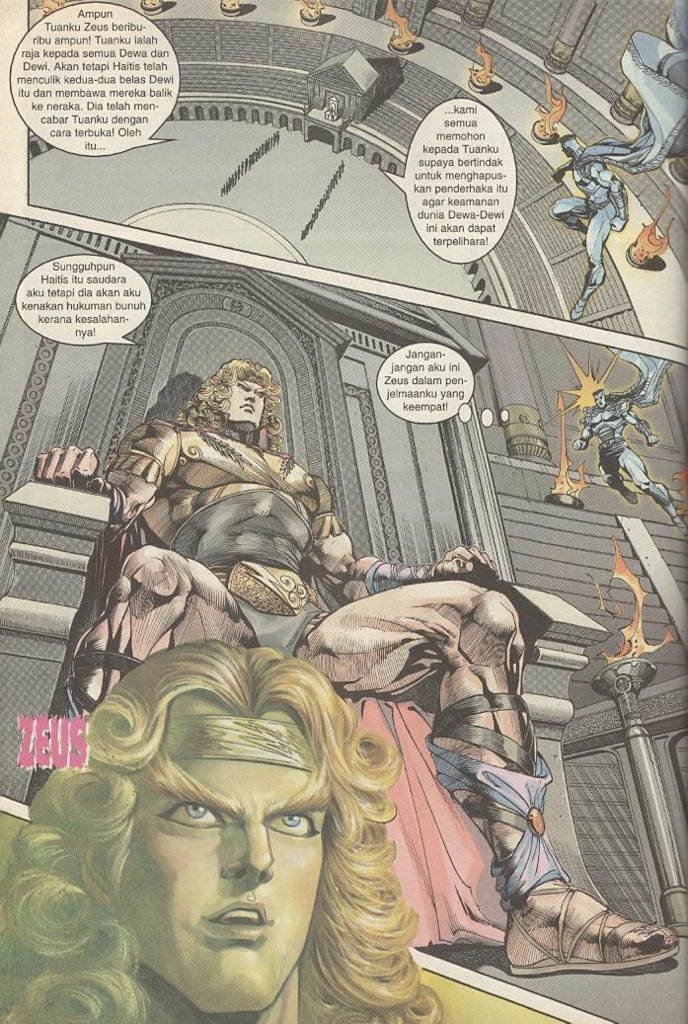 Ampun
Tuanku Zeus beribu-
ribu ampun! Tuanku ialah
raja kepada semua Dewa dan
Dewi. Akan tetapi Haitis telah
menculik kedua-dua belas Dewi
itu dan membawa mereka balik
ke neraka. Dia telah men-
cabar Tuanku dengan
cara terbuka! Oleh
itu...
...kami
semua
memohon
kepada Tuanku
supaya bertindak
untuk menghapus-
kan penderhaka itu
agar keamanan
dunia Dewa-Dewi
ini akan dapat
terpelihara!
Sungguhpun
Haitis itu saudara
aku tetapi dia akan aku
kenakan hukuman bunuh
kerana kesalahan-
nya!
Jangan-
jangan aku ini
Zeus dalam pen-
jelmaanku yang
keempat!
ZEUS